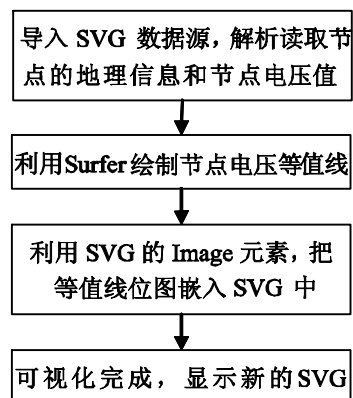 导入 SVG 数据源，解析读取节
点的地理信息和节点电压值
利用Surfer绘制节点电压等值线
利用 SVG 的 Image 元素，把
等值线位图嵌入 SVG 中
可视化完成，显示新的SVG